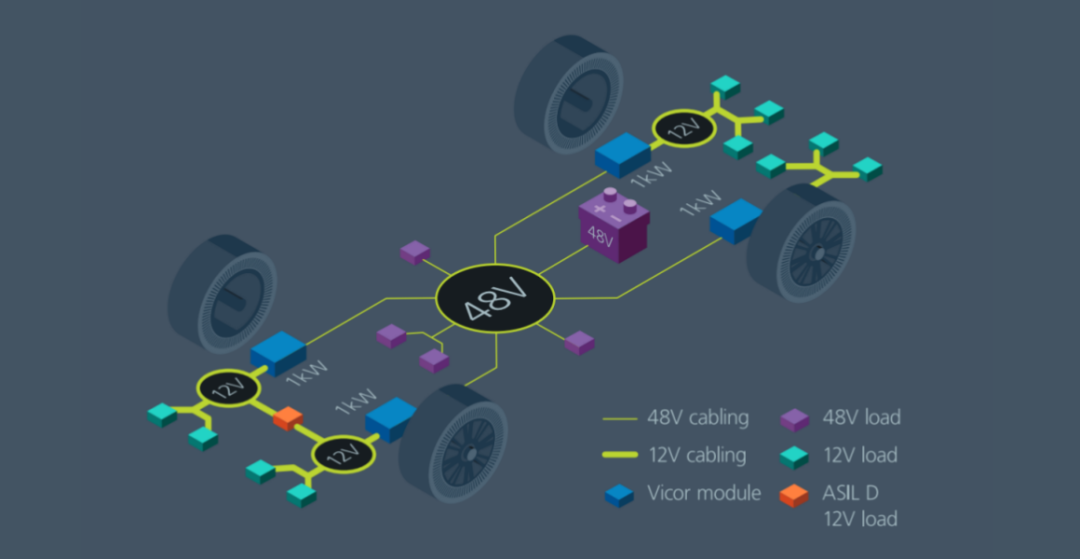 12V
1kW
1kW
+ −
48V
48V
1kW
12V
1kW
12V
48V cabling
48V load
12V cabling
12V load
Vicor module
ASIL D
12V load